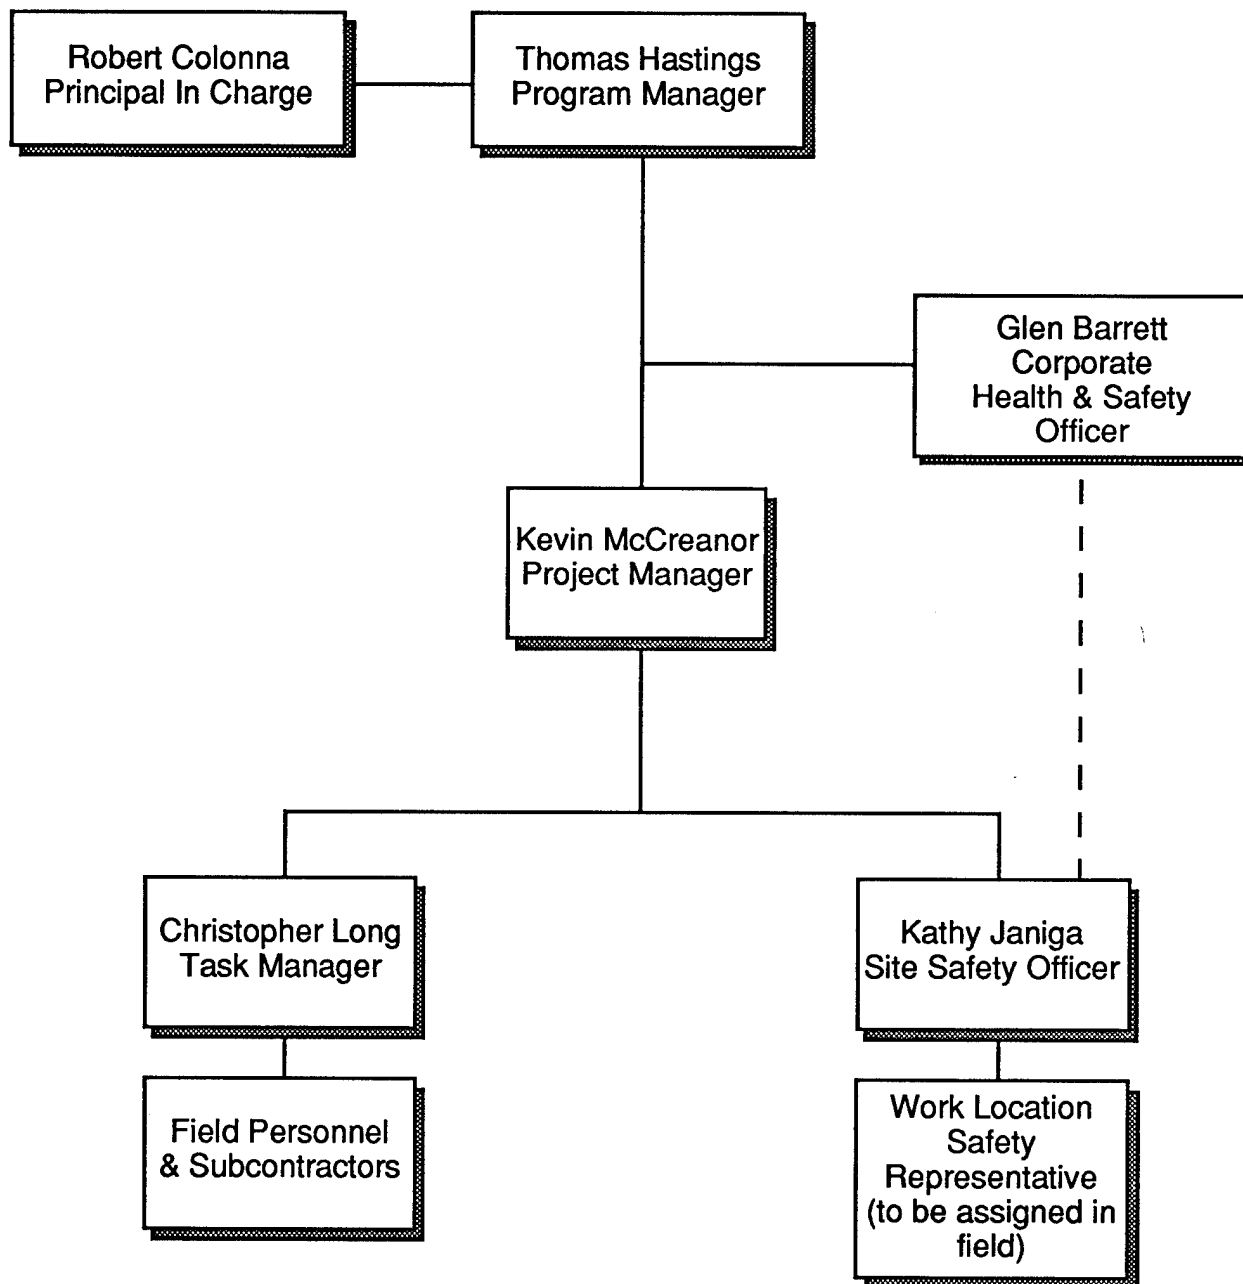 Robert Colonna
Principal In Charge
Thomas Hastings
Program Manager
Glen Barrett
Corporate
Health & Safety
Officer
Kevin McCreanor
Project Manager
Christopher Long
Task Manager
Kathy Janiga
Site Safety Officer
Field Personnel
& Subcontractors
Work Location
Safety
Representative
(to be assigned in
field)